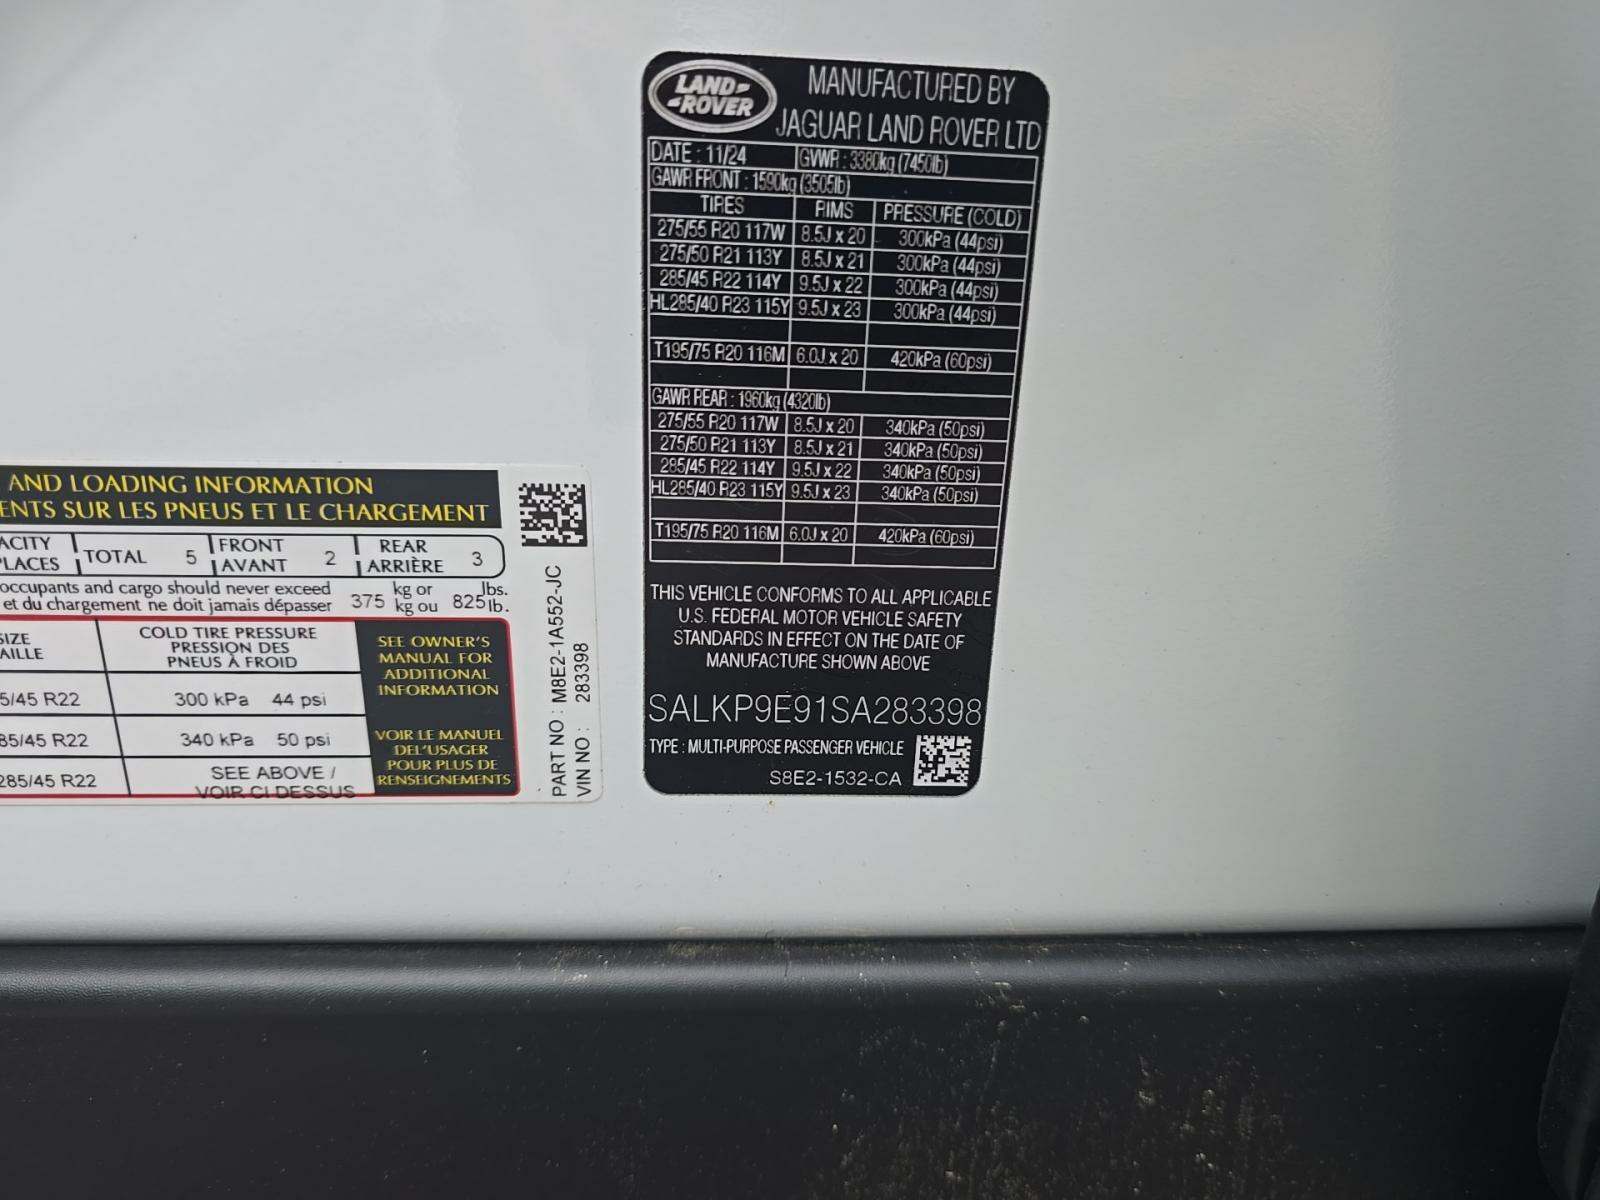 LAND
ROVER
MANUFACTURED BY
JAGUAR LAND ROVER LTD
DATE : 11/24 GVWR : 3380kg (7450lb)
GAWR FRONT : 1590kg (3505lb)
TIRES RIMS PRESSURE (COLD)
275/55 R20 117W 8.5J x 20 300kPa (44psi)
275/50 R21 113Y 8.5J x 21 300kPa (44psi)
285/45 R22 114Y 9.5J x 22 300kPa (44psi)
HL285/40 R23 115Y 9.5J x 23 300kPa (44psi)
T195/75 R20 116M 6.0J x 20 420kPa (60psi)
GAWR REAR : 1960kg (4320lb)
275/55 R20 117W 8.5J x 20 340kPa (50psi)
275/50 R21 113Y 8.5J x 21 340kPa (50psi)
285/45 R22 114Y 9.5J x 22 340kPa (50psi)
HL285/40 R23 115Y 9.5J x 23 340kPa (50psi)
T195/75 R20 116M 6.0J x 20 420kPa (60psi)
THIS VEHICLE CONFORMS TO ALL APPLICABLE
U.S. FEDERAL MOTOR VEHICLE SAFETY
STANDARDS IN EFFECT ON THE DATE OF
MANUFACTURE SHOWN ABOVE
SALKP9E91SA283398
TYPE : MULTI-PURPOSE PASSENGER VEHICLE
S8E2-1532-CA
AND LOADING INFORMATION
ENTS SUR LES PNEUS ET LE CHARGEMENT
ACITY
PLACES
TOTAL 5
FRONT
AVANT 2
REAR
ARRIÈRE 3
occupants and cargo should never exceed
et du chargement ne doit jamais dépasser
375 kg or
kg ou
825 lbs.
lb.
SIZE
AILLE
COLD TIRE PRESSURE
PRESSION DES
PNEUS À FROID
5/45 R22 300 kPa 44 psi
85/45 R22 340 kPa 50 psi
285/45 R22 SEE ABOVE /
VOIR CI DESSUS
SEE OWNER'S
MANUAL FOR
ADDITIONAL
INFORMATION
VOIR LE MANUEL
DEL'USAGER
POUR PLUS DE
RENSEIGNEMENTS
PART NO : M8E2-1A552-JC
VIN NO : 283398